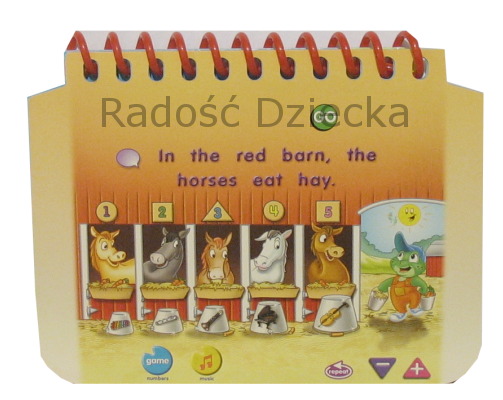 Radość Dziecka
GO
In the red barn, the
horses eat hay.
1 2 3 4 5
game
numbers
music
repeat